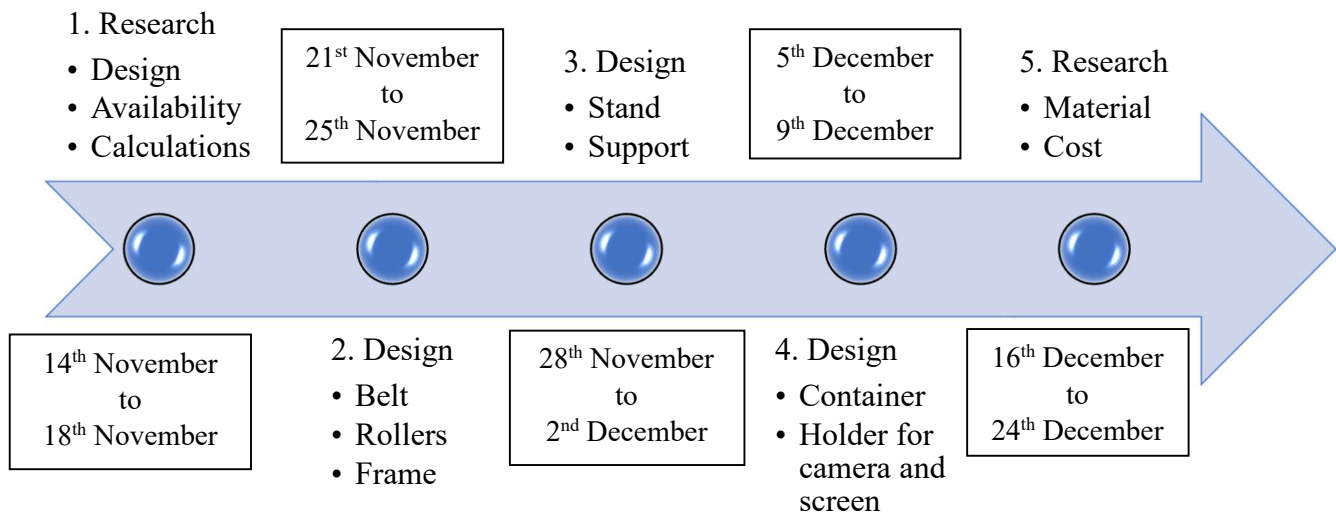 1. Research
• Design
• Availability
• Calculations
14th November
to
18th November
21st November
to
25th November
2. Design
• Belt
• Rollers
• Frame
3. Design
• Stand
• Support
28th November
to
2nd December
5th December
to
9th December
4. Design
• Container
• Holder for
camera and
screen
5. Research
• Material
• Cost
16th December
to
24th December